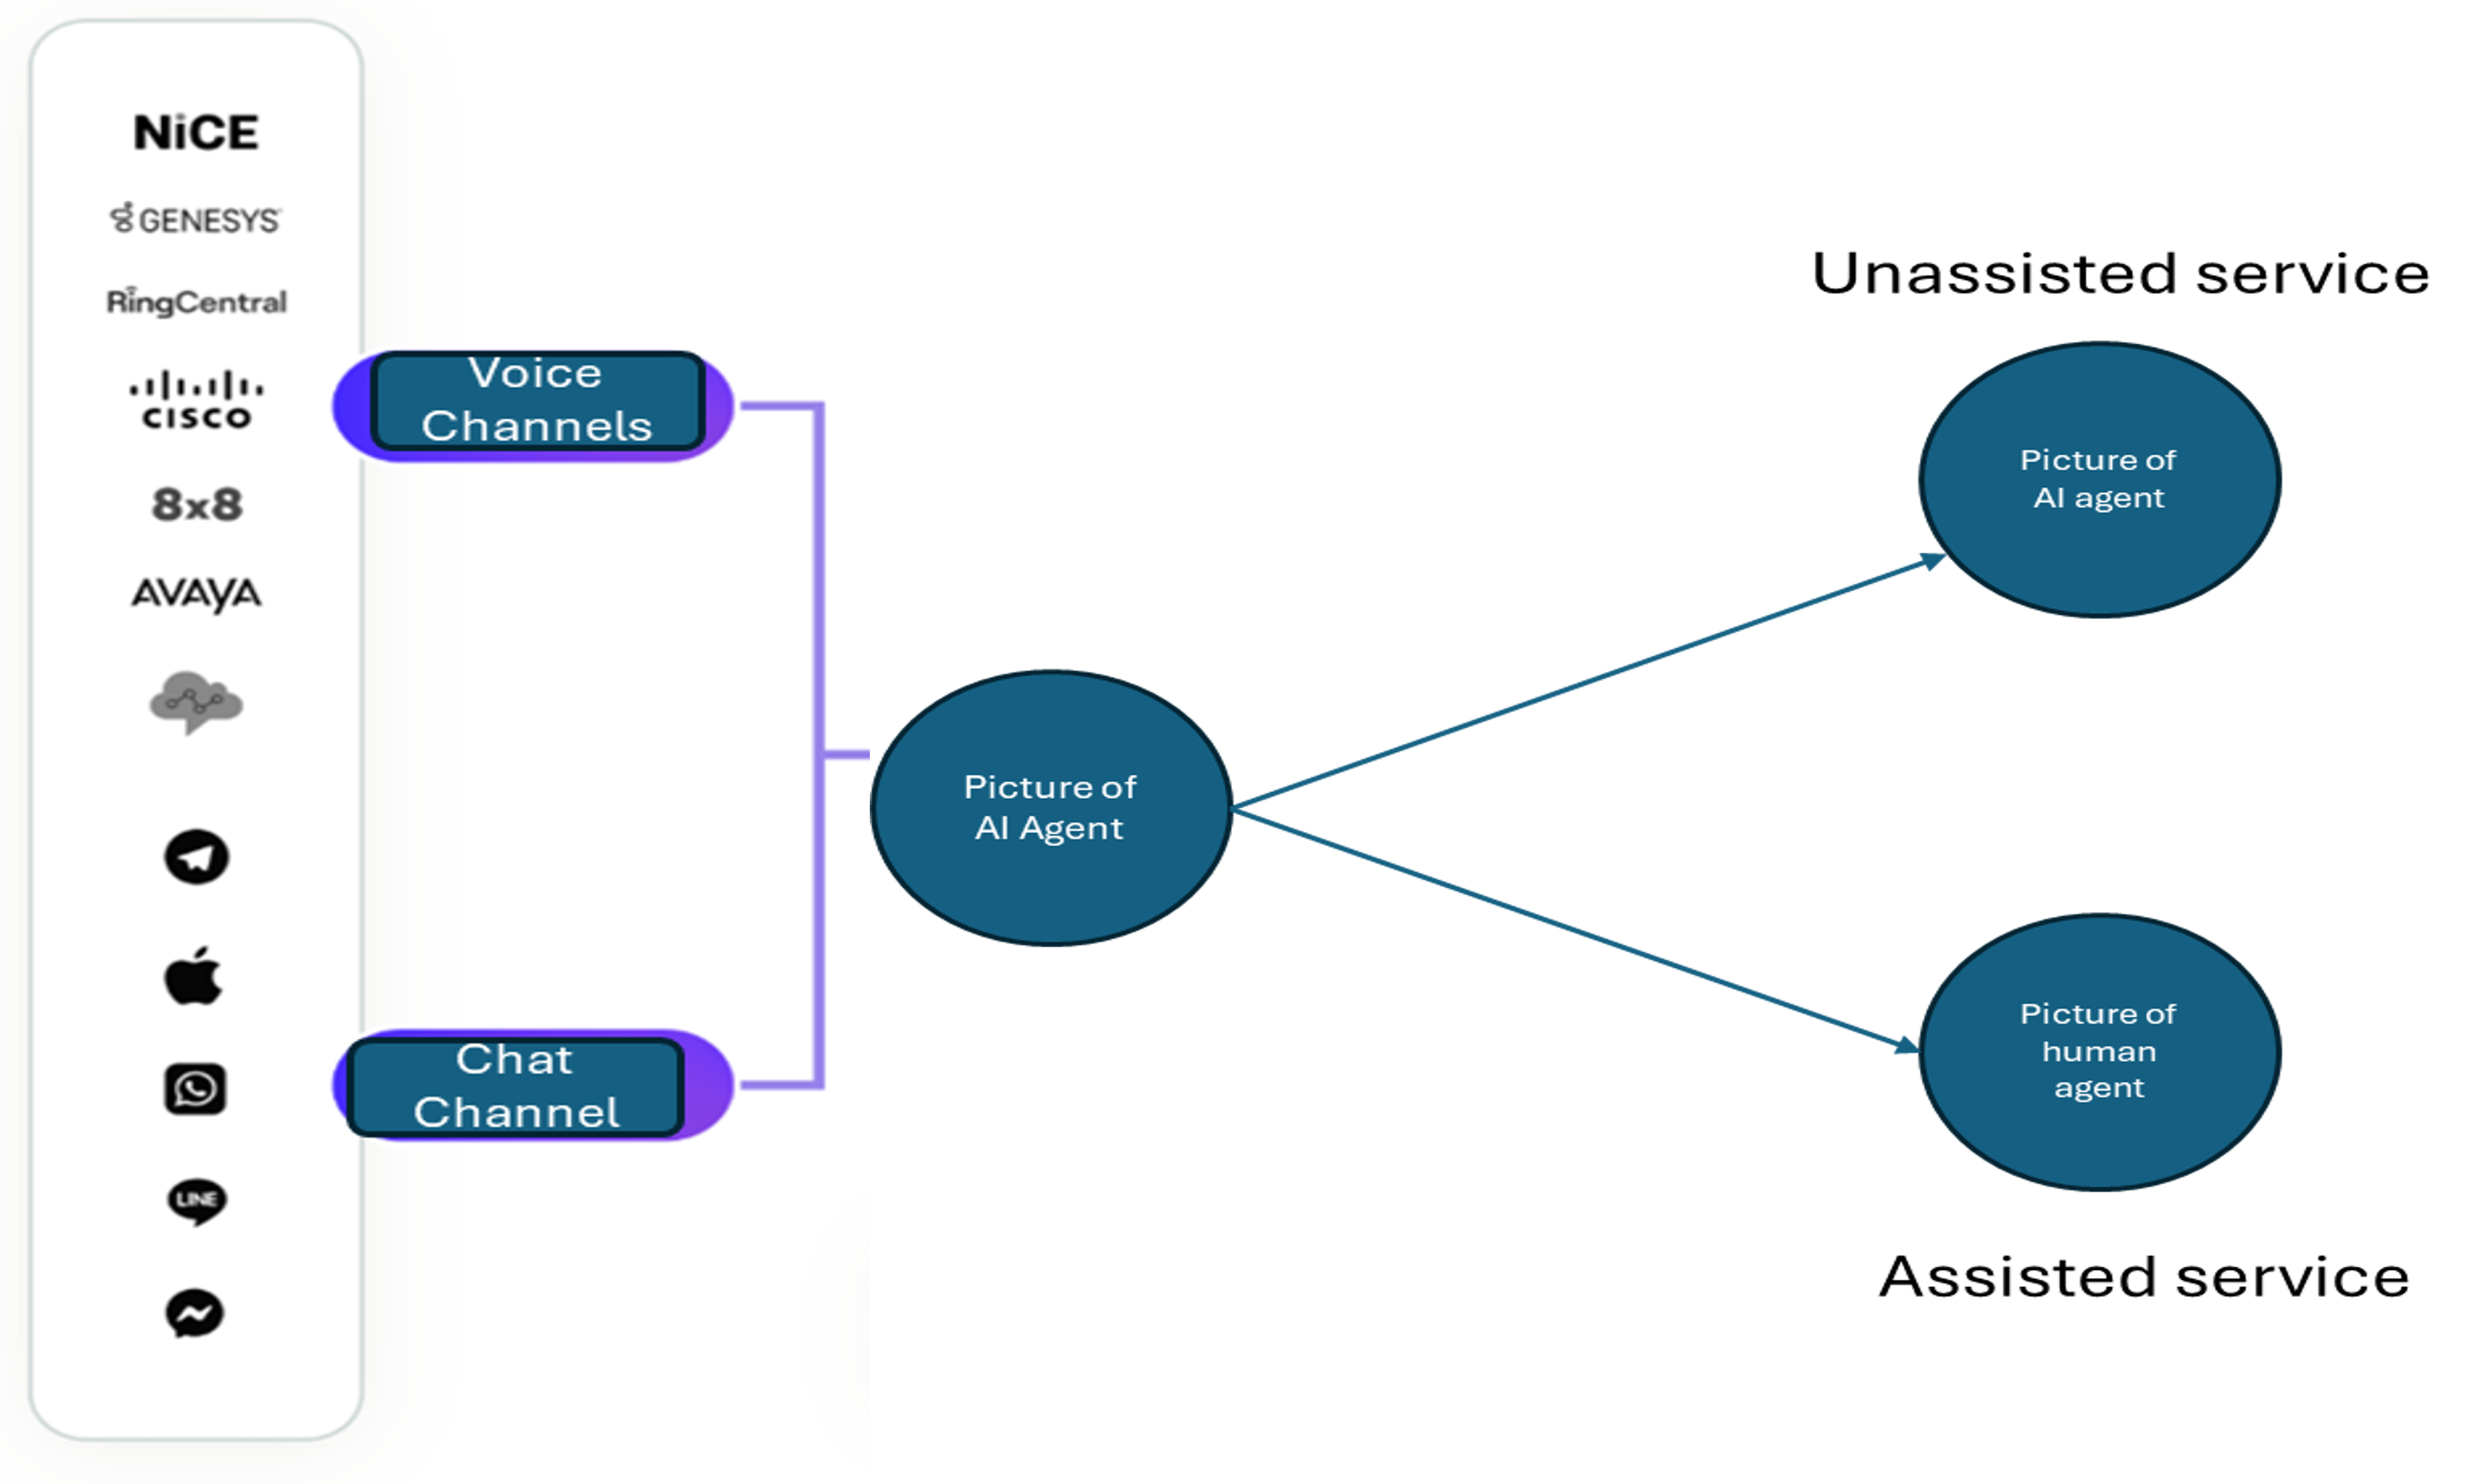 NiCE
GENESYS
RingCentral
CISCO
8x8
AVAYA
LINE
Voice
Channels
Chat
Channel
Picture of
AI Agent
Unassisted service
Picture of
AI agent
Picture of
human
agent
Assisted service